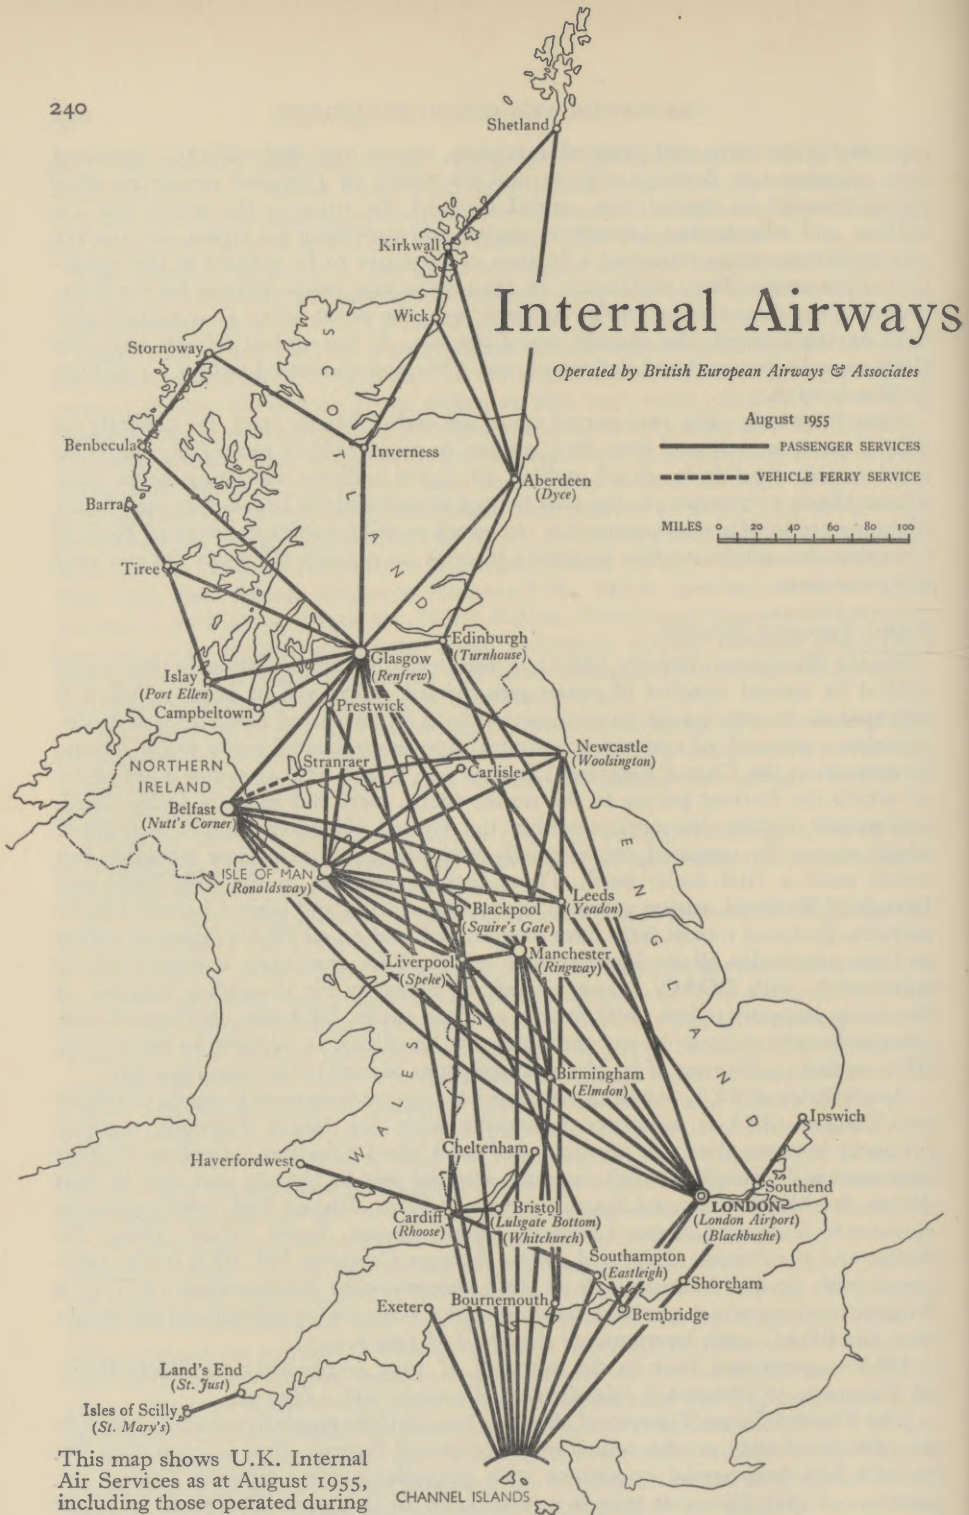 240
Shetland
Kirkwall
Internal Airways
Wick
Stornoway
Operated by British European Airways & Associates
August 1955
Benbecula
Inverness
PASSENGER SERVICES
SCOTLAND
Aberdeen
(Dyce)
VEHICLE FERRY SERVICE
Barra
MILES 0 20 40 60 80 100
Tiree
Edinburgh
(Turnhouse)
Glasgow
(Renfrew)
Islay
(Port Ellen)
Prestwick
Campbeltown
Newcastle
(Woolsington)
NORTHERN
IRELAND
Stranraer
Carlisle
Belfast
(Nutt's Corner)
ENGLAND
ISLE OF MAN
(Ronaldsway)
Leeds
(Yeadon)
Blackpool
(Squire's Gate)
Manchester
(Ringway)
Liverpool
(Speke)
WALES
Birmingham
(Elmdon)
Ipswich
Cheltenham
Haverfordwest
Southend
LONDON
(London Airport)
(Blackbushe)
Cardiff
(Rhoose)
Bristol
(Lulsgate Bottom)
(Whitchurch)
Southampton
(Eastleigh)
Shoreham
Exeter
Bournemouth
Bembridge
Land's End
(St. Just)
Isles of Scilly
(St. Mary's)
This map shows U.K. Internal
Air Services as at August 1955,
including those operated during
CHANNEL ISLANDS